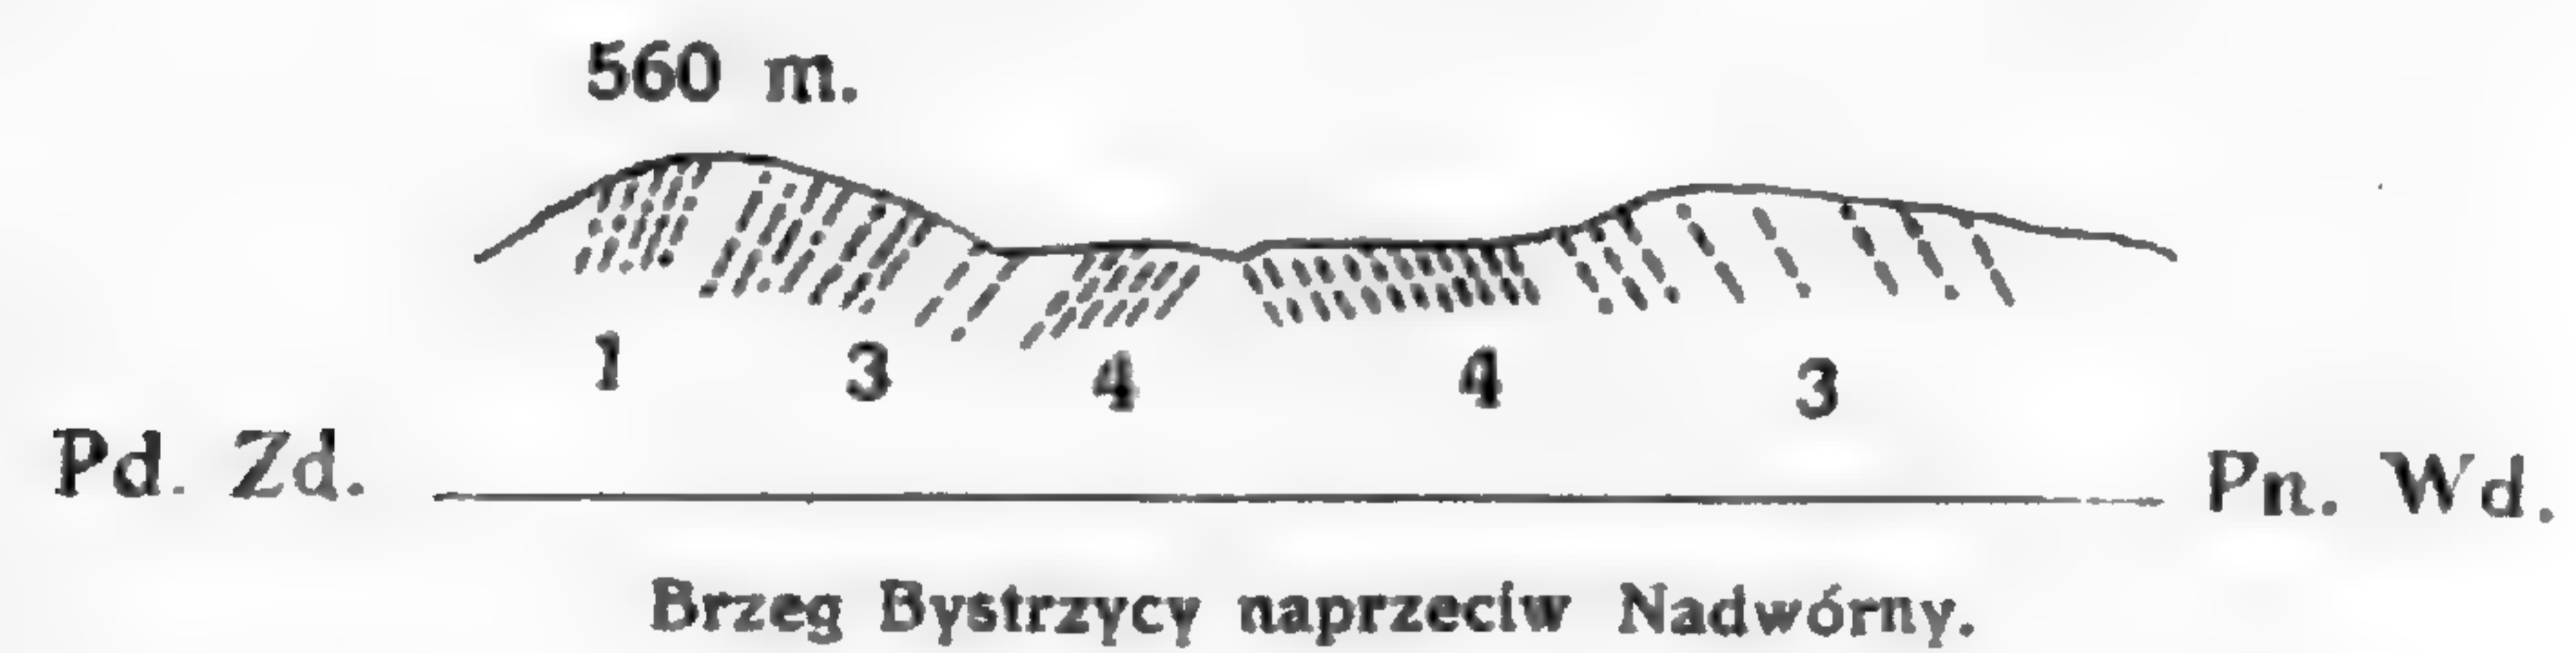 560 m.
1 3 4 4 3
Pd. Zd. Pn. Wd.
Brzeg Bystrzycy naprzeciw Nadwórny.